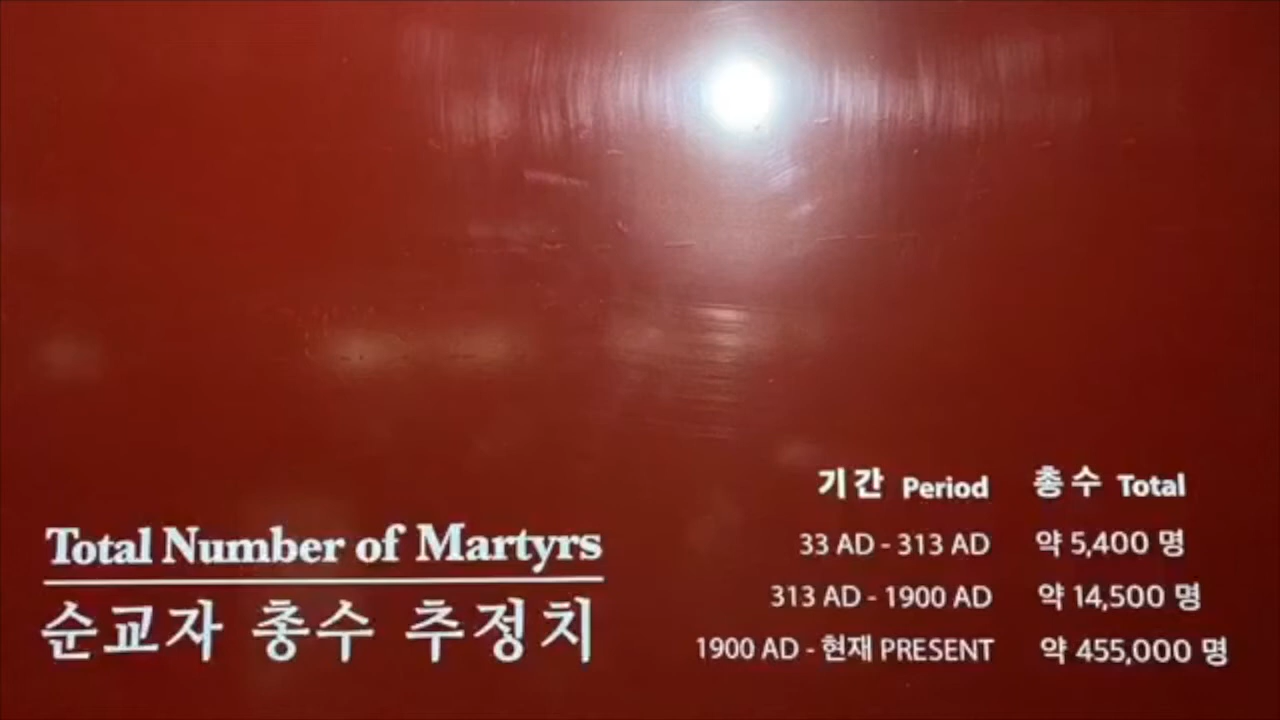 Total Number of Martyrs
순교자 총수 추정치
기간 Period 총수 Total
33 AD - 313 AD 약 5,400 명
313 AD - 1900 AD 약 14,500 명
1900 AD - 현재 PRESENT 약 455,000 명